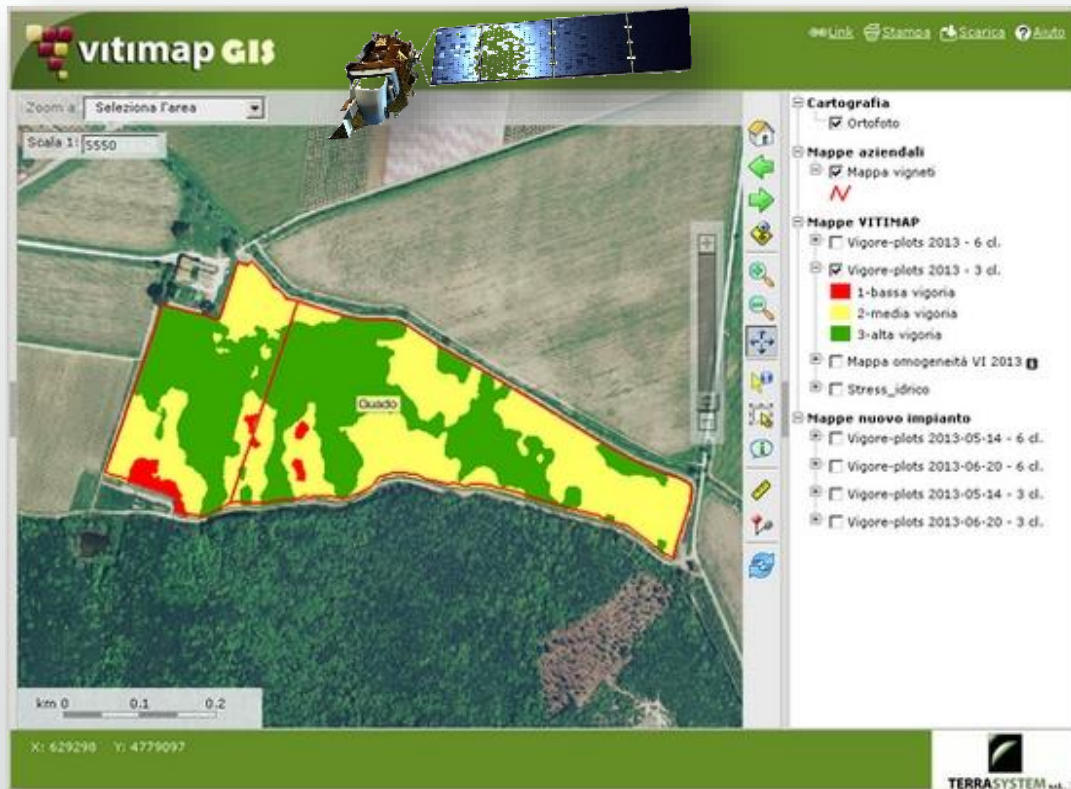 vitimap GIS
Link Stampa Scarica Aiuto
Zoom a: Seleziona l'area
Scala 1: 5550
Guado
km 0 0.1 0.2
Cartografia
Ortofoto
Mappe aziendali
Mappa vigneti
Mappe VITIMAP
Vigore-plots 2013 - 6 cl.
Vigore-plots 2013 - 3 cl.
1-bassa vigoria
2-media vigoria
3-alta vigoria
Mappa omogeneità VI 2013
Stress_idrico
Mappe nuovo impianto
Vigore-plots 2013-05-14 - 6 cl.
Vigore-plots 2013-06-20 - 6 cl.
Vigore-plots 2013-05-14 - 3 cl.
Vigore-plots 2013-06-20 - 3 cl.
X: 629298 Y: 4779097
TERRASYSTEM